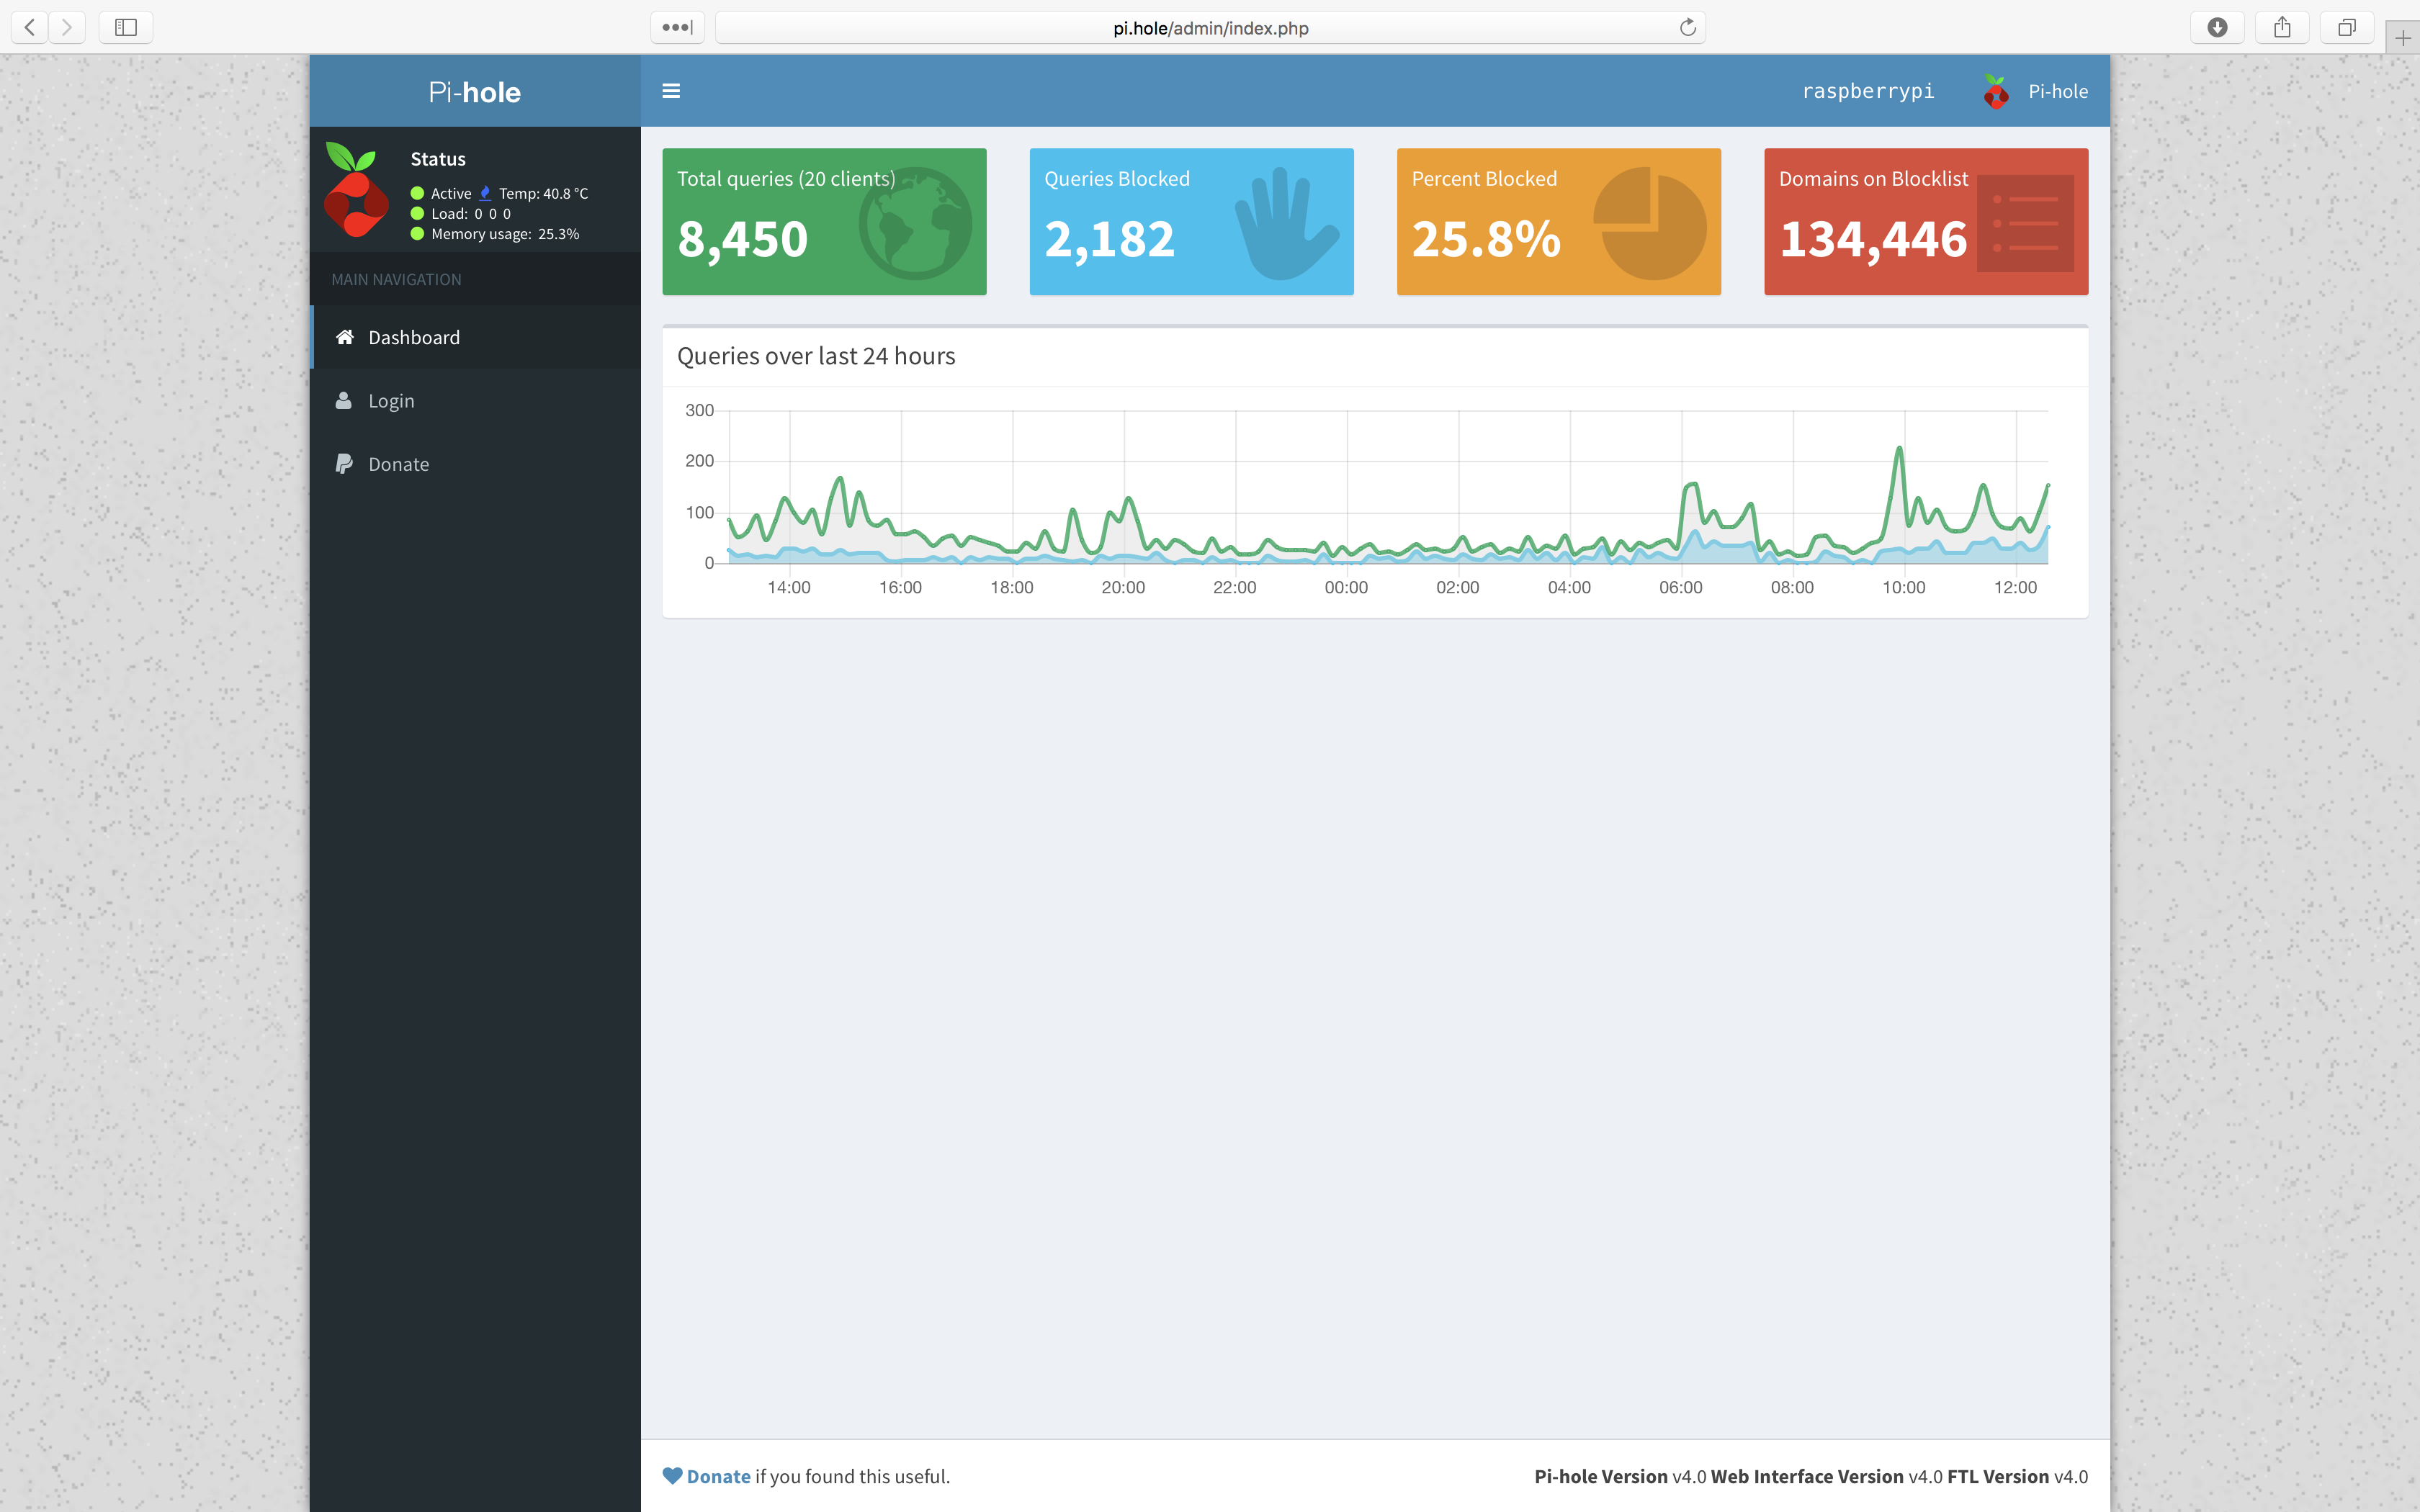 pi.hole/admin/index.php
Pi-hole
raspberrypi
Pi-hole
Status
Active Temp: 40.8 °C
Load: 0 0 0
Memory usage: 25.3%
MAIN NAVIGATION
Dashboard
Login
Donate
Total queries (20 clients)
8,450
Queries Blocked
2,182
Percent Blocked
25.8%
Domains on Blocklist
134,446
Queries over last 24 hours
300
200
100
0
14:00 16:00 18:00 20:00 22:00 00:00 02:00 04:00 06:00 08:00 10:00 12:00
Donate if you found this useful.
Pi-hole Version v4.0 Web Interface Version v4.0 FTL Version v4.0